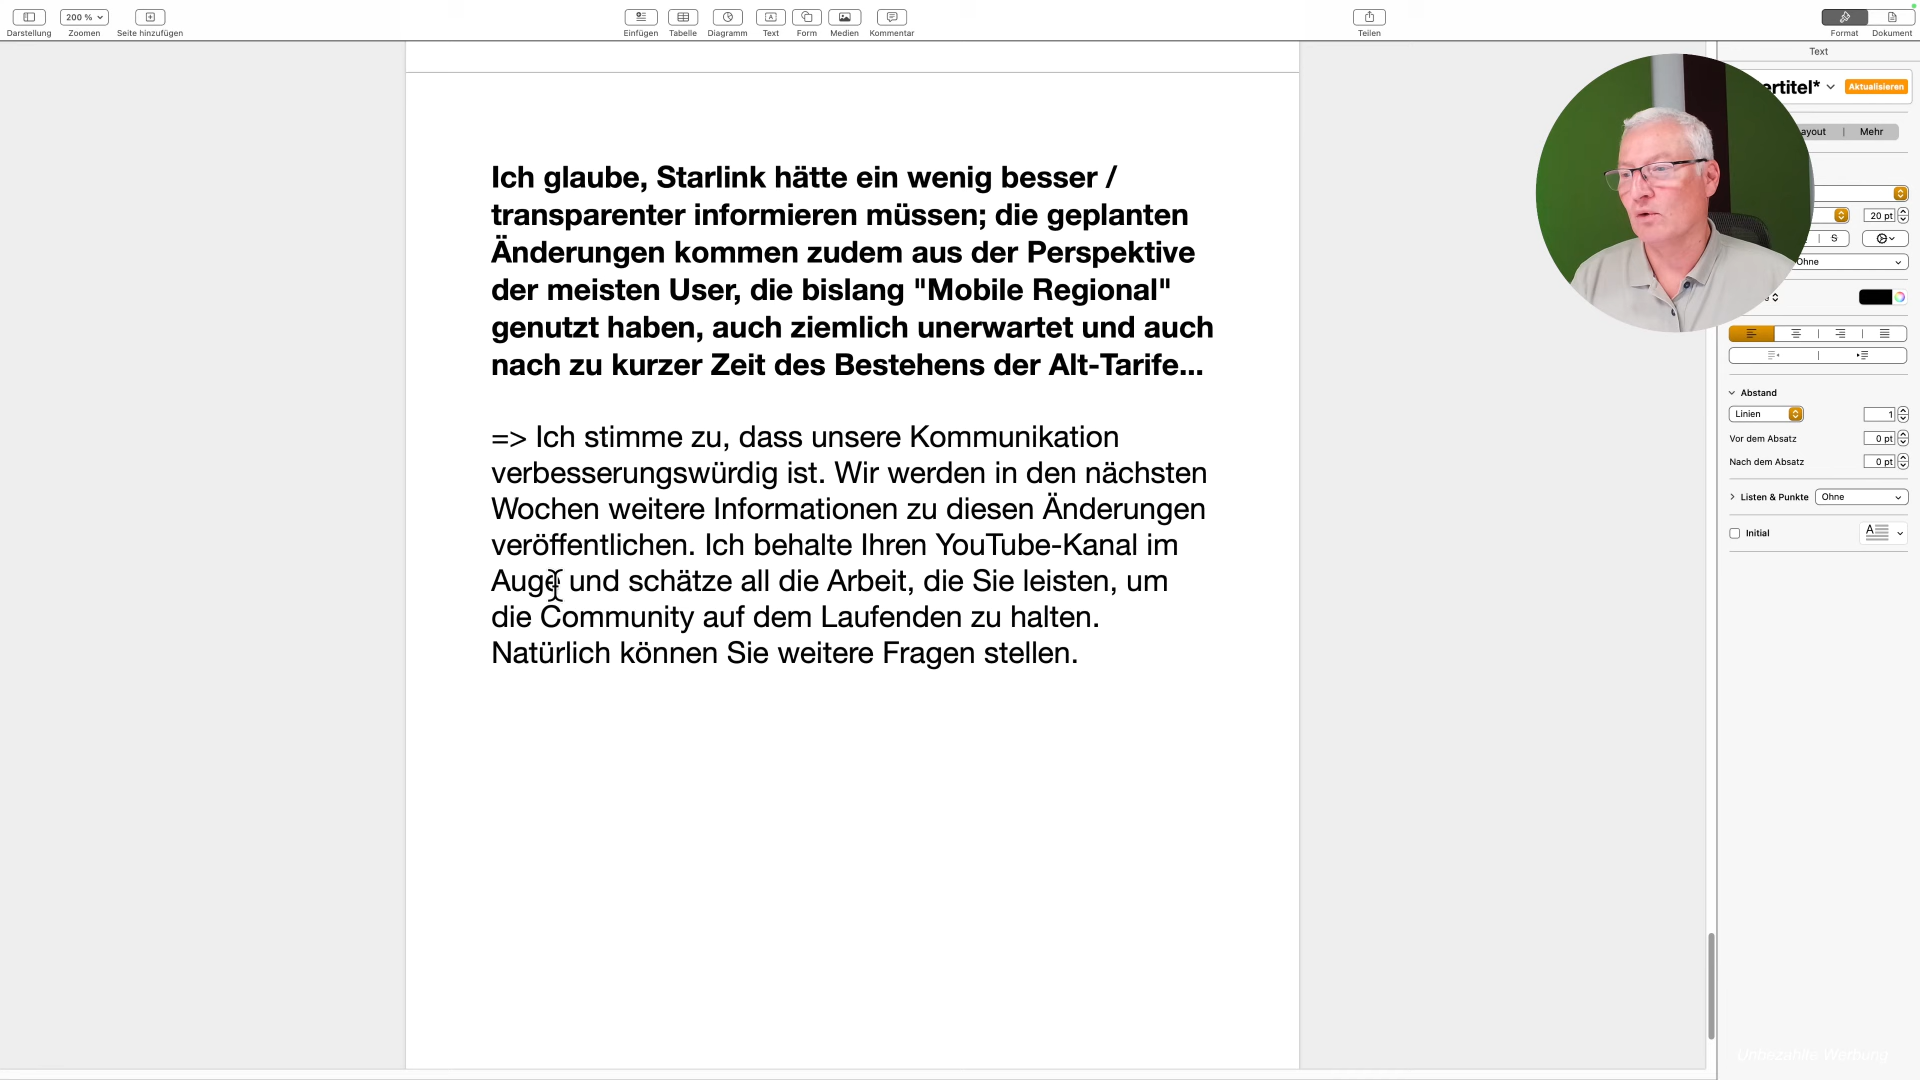 200 %
Darstellung
Zoomen
Seite hinzufügen
Einfügen
Tabelle
Diagramm
Text
Form
Medien
Kommentar
Teilen
Format
Dokument
Text
ertitel*
Aktualisieren
ayout
Mehr
20 pt
S
Ohne
Ich glaube, Starlink hätte ein wenig besser /
transparenter informieren müssen; die geplanten
Änderungen kommen zudem aus der Perspektive
der meisten User, die bislang "Mobile Regional"
genutzt haben, auch ziemlich unerwartet und auch
nach zu kurzer Zeit des Bestehens der Alt-Tarife...
=> Ich stimme zu, dass unsere Kommunikation
verbesserungswürdig ist. Wir werden in den nächsten
Wochen weitere Informationen zu diesen Änderungen
veröffentlichen. Ich behalte Ihren YouTube-Kanal im
Auge und schätze all die Arbeit, die Sie leisten, um
die Community auf dem Laufenden zu halten.
Natürlich können Sie weitere Fragen stellen.
Abstand
Linien
1
Vor dem Absatz
0 pt
Nach dem Absatz
0 pt
Listen & Punkte
Ohne
Initial
A
Unbezahlte Werbung